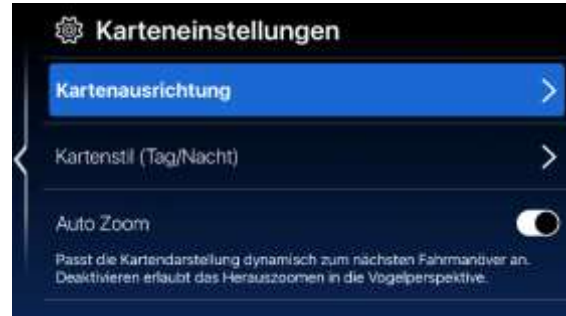 Karteneinstellungen
Kartenausrichtung
Kartenstil (Tag/Nacht)
Auto Zoom
Passt die Kartendarstellung dynamisch zum nächsten Fahrmanöver an.
Deaktivieren erlaubt das Herauszoomen in die Vogelperspektive.